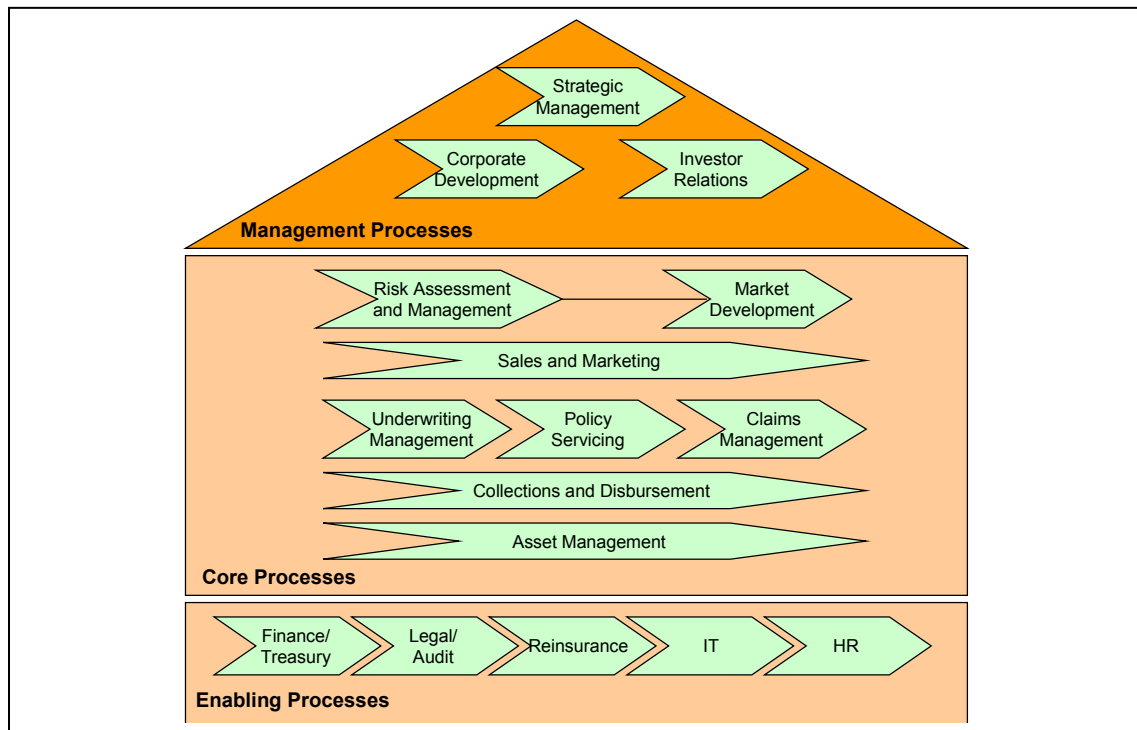 Strategic
Management
Corporate
Development
Investor
Relations
Management Processes
Risk Assessment
and Management
Market
Development
Sales and Marketing
Underwriting
Management
Policy
Servicing
Claims
Management
Collections and Disbursement
Asset Management
Core Processes
Finance/
Treasury
Legal/
Audit
Reinsurance
IT
HR
Enabling Processes